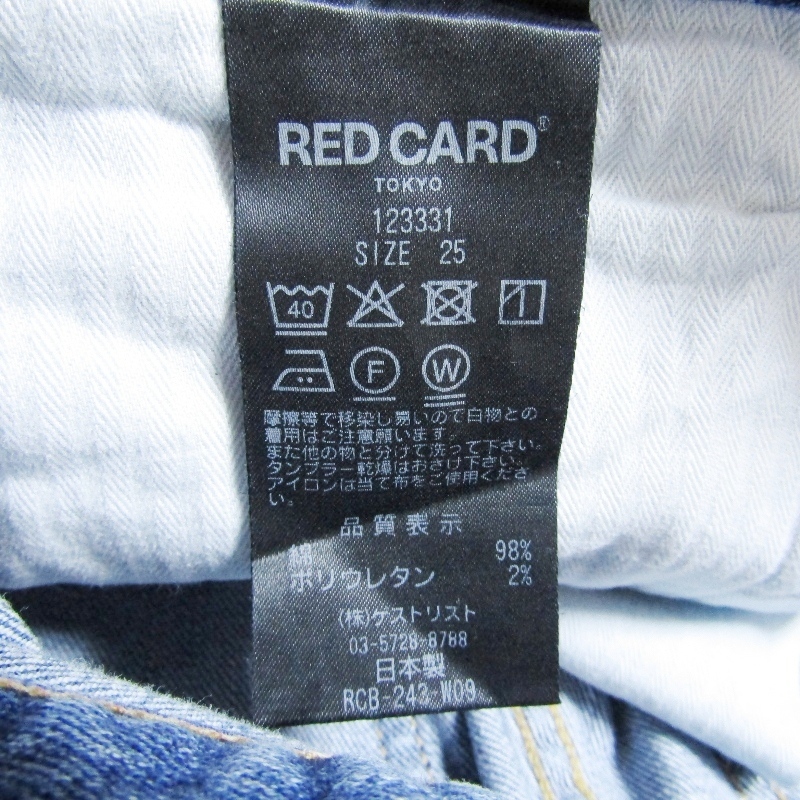 RED CARD®
TOKYO
123331
SIZE 25
40
F W
摩擦等で移染し易いので白物との
着用はご注意願います。
また他の物と分けて洗って下さい。
タンブラー乾燥はおさけ下さい。
アイロンは当て布をご使用くださ
い。
品質表示
綿 98%
ポリウレタン 2%
(株)ゲストリスト
03-5728-8788
日本製
RCB-243 W09